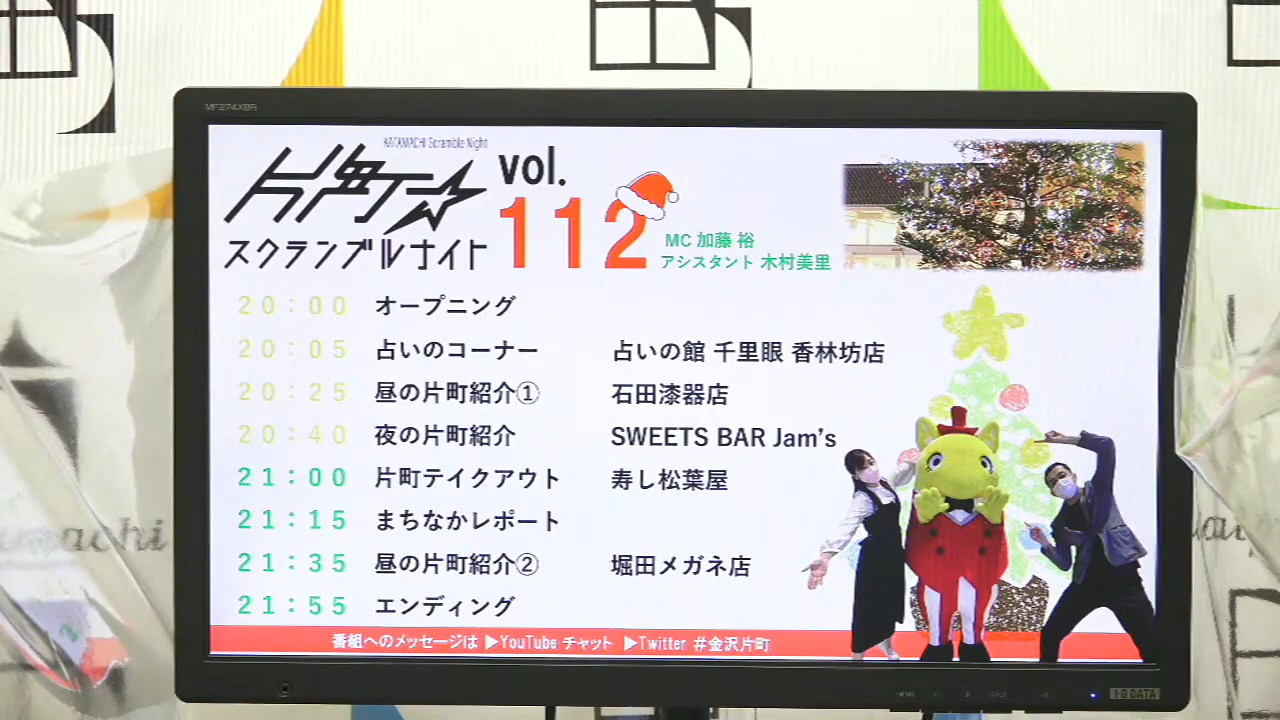 MF274XBR
KATAMACHI Scramble Night
片町☆
スクランブルナイト
vol.
112
MC 加藤 裕
アシスタント 木村美里
20：00 オープニング
20：05 占いのコーナー 占いの館 千里眼 香林坊店
20：25 昼の片町紹介① 石田漆器店
20：40 夜の片町紹介 SWEETS BAR Jam's
21：00 片町テイクアウト 寿し松葉屋
21：15 まちなかレポート
21：35 昼の片町紹介② 堀田メガネ店
21：55 エンディング
番組へのメッセージは ▶YouTube チャット ▶Twitter #金沢片町
MENU
I-O DATA